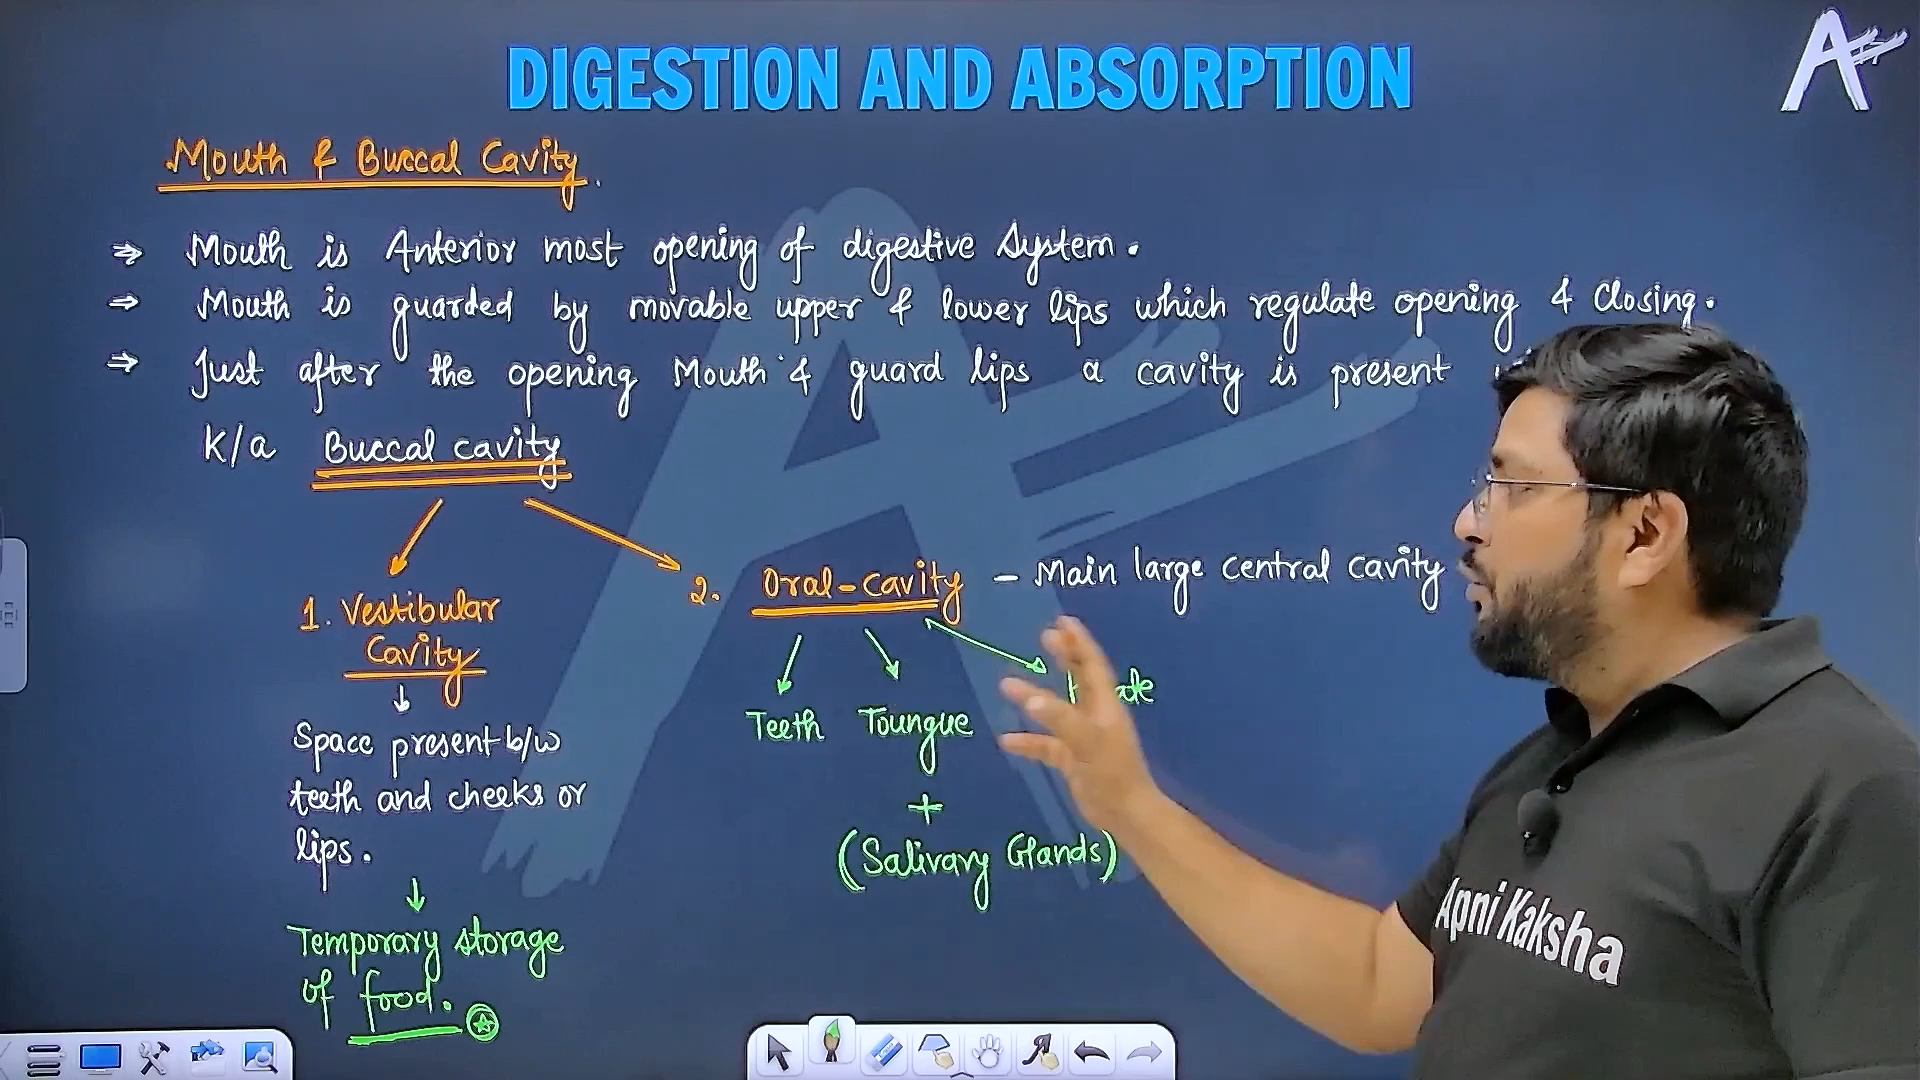 DIGESTION AND ABSORPTION
Mouth & Buccal Cavity
⇒ Mouth is Anterior most opening of digestive System.
⇒ Mouth is guarded by movable upper & lower lips which regulate opening & Closing.
⇒ Just after the opening Mouth & guard lips a cavity is present
K/a Buccal cavity
1. Vestibular
Cavity
Space present b/w
teeth and cheeks or
lips.
Temporary storage
of food.
2. Oral-cavity - Main large central cavity
Teeth Toungue
+
(Salivary Glands)
Apni Kaksha